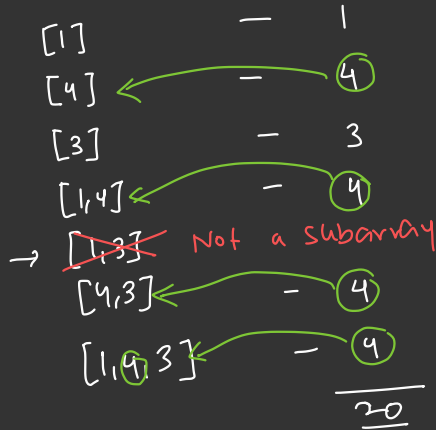 [1] - 1
[4] - 4
[3] - 3
[1,4] - 4
→ [1,3] Not a subarray
[4,3] - 4
[1,4,3] - 4
20